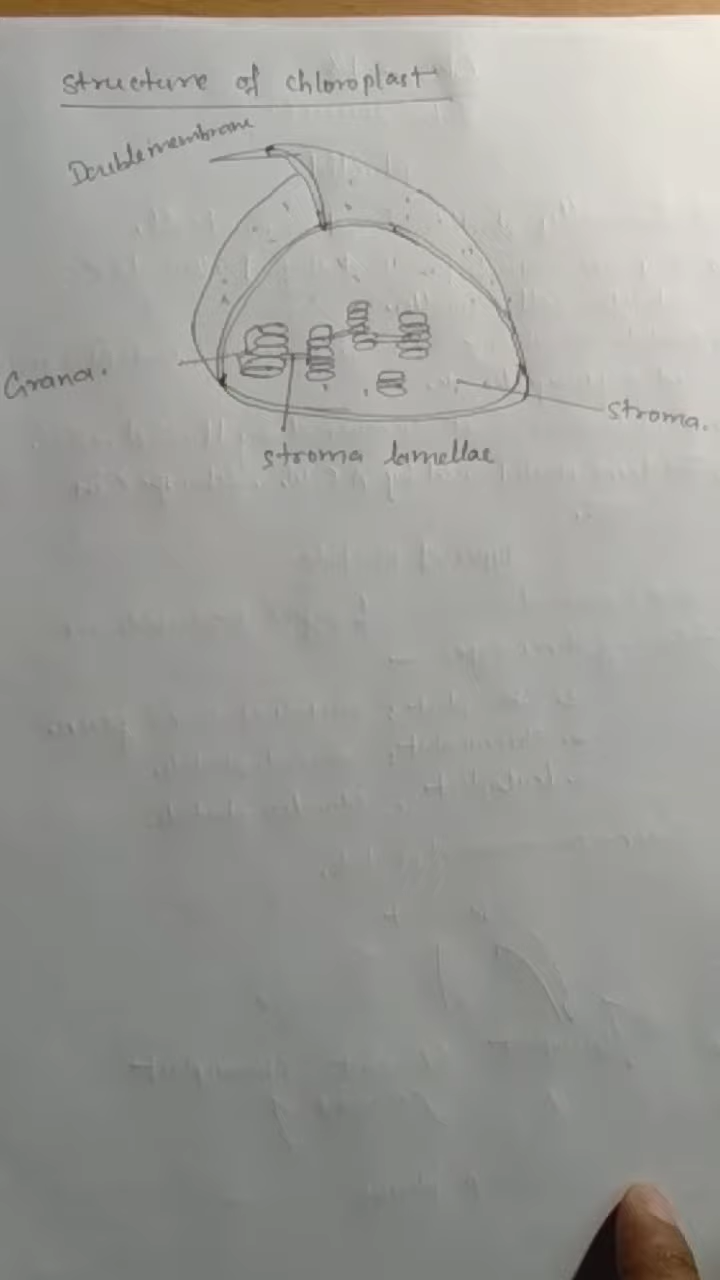 Structure of chloroplast
Double membrane
Grana.
stroma.
stroma lamellae